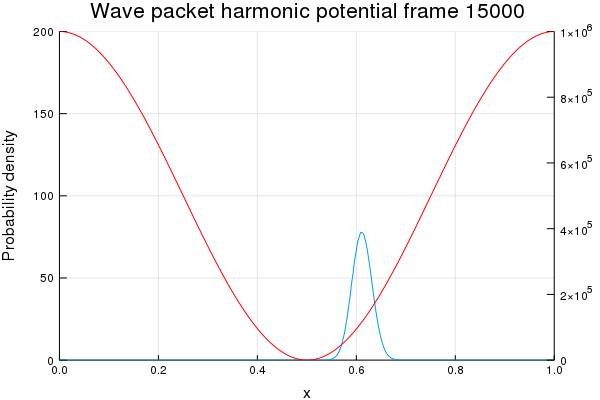 Wave packet harmonic potential frame 15000
Probability density
200
150
100
50
0
1×10⁶
8×10⁵
6×10⁵
4×10⁵
2×10⁵
0
0.0 0.2 0.4 0.6 0.8 1.0
x